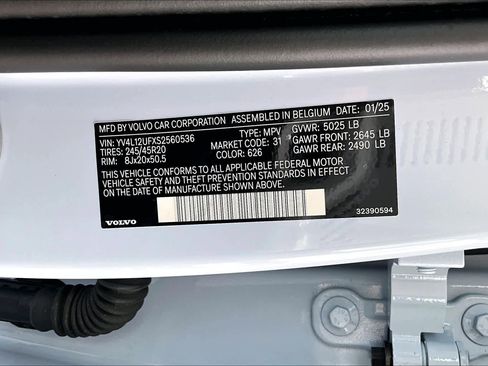 MFD BY VOLVO CAR CORPORATION ASSEMBLED IN BELGIUM DATE: 01/25
VIN: YV4L12UFXS2560536 TYPE: MPV GVWR: 5025 LB
TIRES: 245/45R20 MARKET CODE: 31 GAWR FRONT: 2645 LB
RIM: 8Jx20x50.5 COLOR: 626 GAWR REAR: 2490 LB
THIS VEHICLE CONFORMS TO ALL APPLICABLE FEDERAL MOTOR
VEHICLE SAFETY, BUMPER AND THEFT PREVENTION STANDARDS IN EFFECT
ON THE DATE OF MANUFACTURE SHOWN ABOVE.
VOLVO 32390594